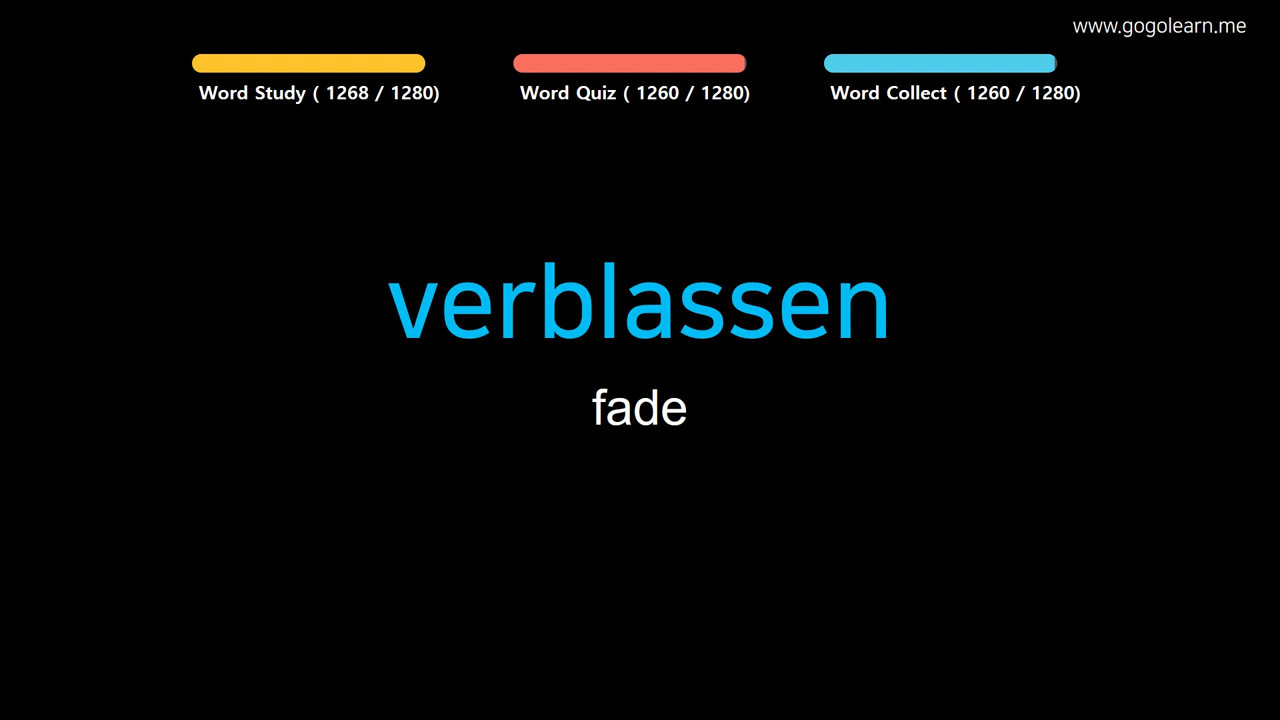 www.gogolearn.me
Word Study ( 1268 / 1280)
Word Quiz ( 1260 / 1280)
Word Collect ( 1260 / 1280)
verblassen
fade